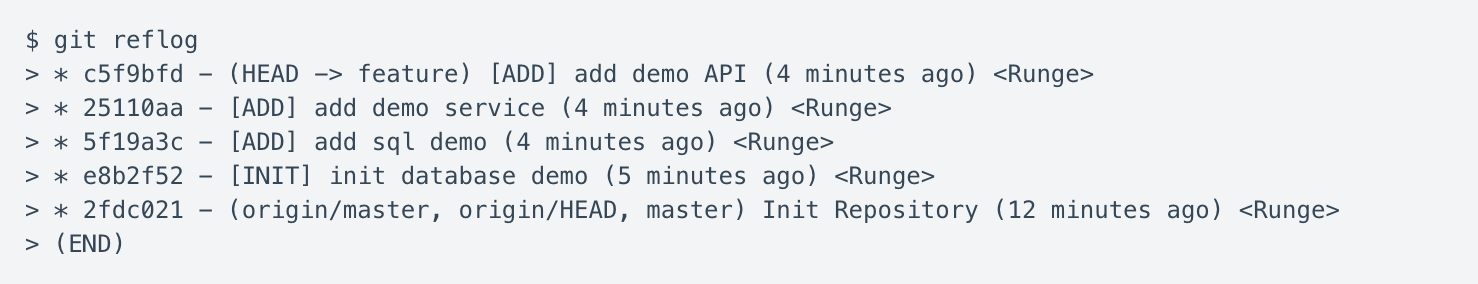 $ git reflog
> * c5f9bfd - (HEAD -> feature) [ADD] add demo API (4 minutes ago) <Runge>
> * 25110aa - [ADD] add demo service (4 minutes ago) <Runge>
> * 5f19a3c - [ADD] add sql demo (4 minutes ago) <Runge>
> * e8b2f52 - [INIT] init database demo (5 minutes ago) <Runge>
> * 2fdc021 - (origin/master, origin/HEAD, master) Init Repository (12 minutes ago) <Runge>
> (END)